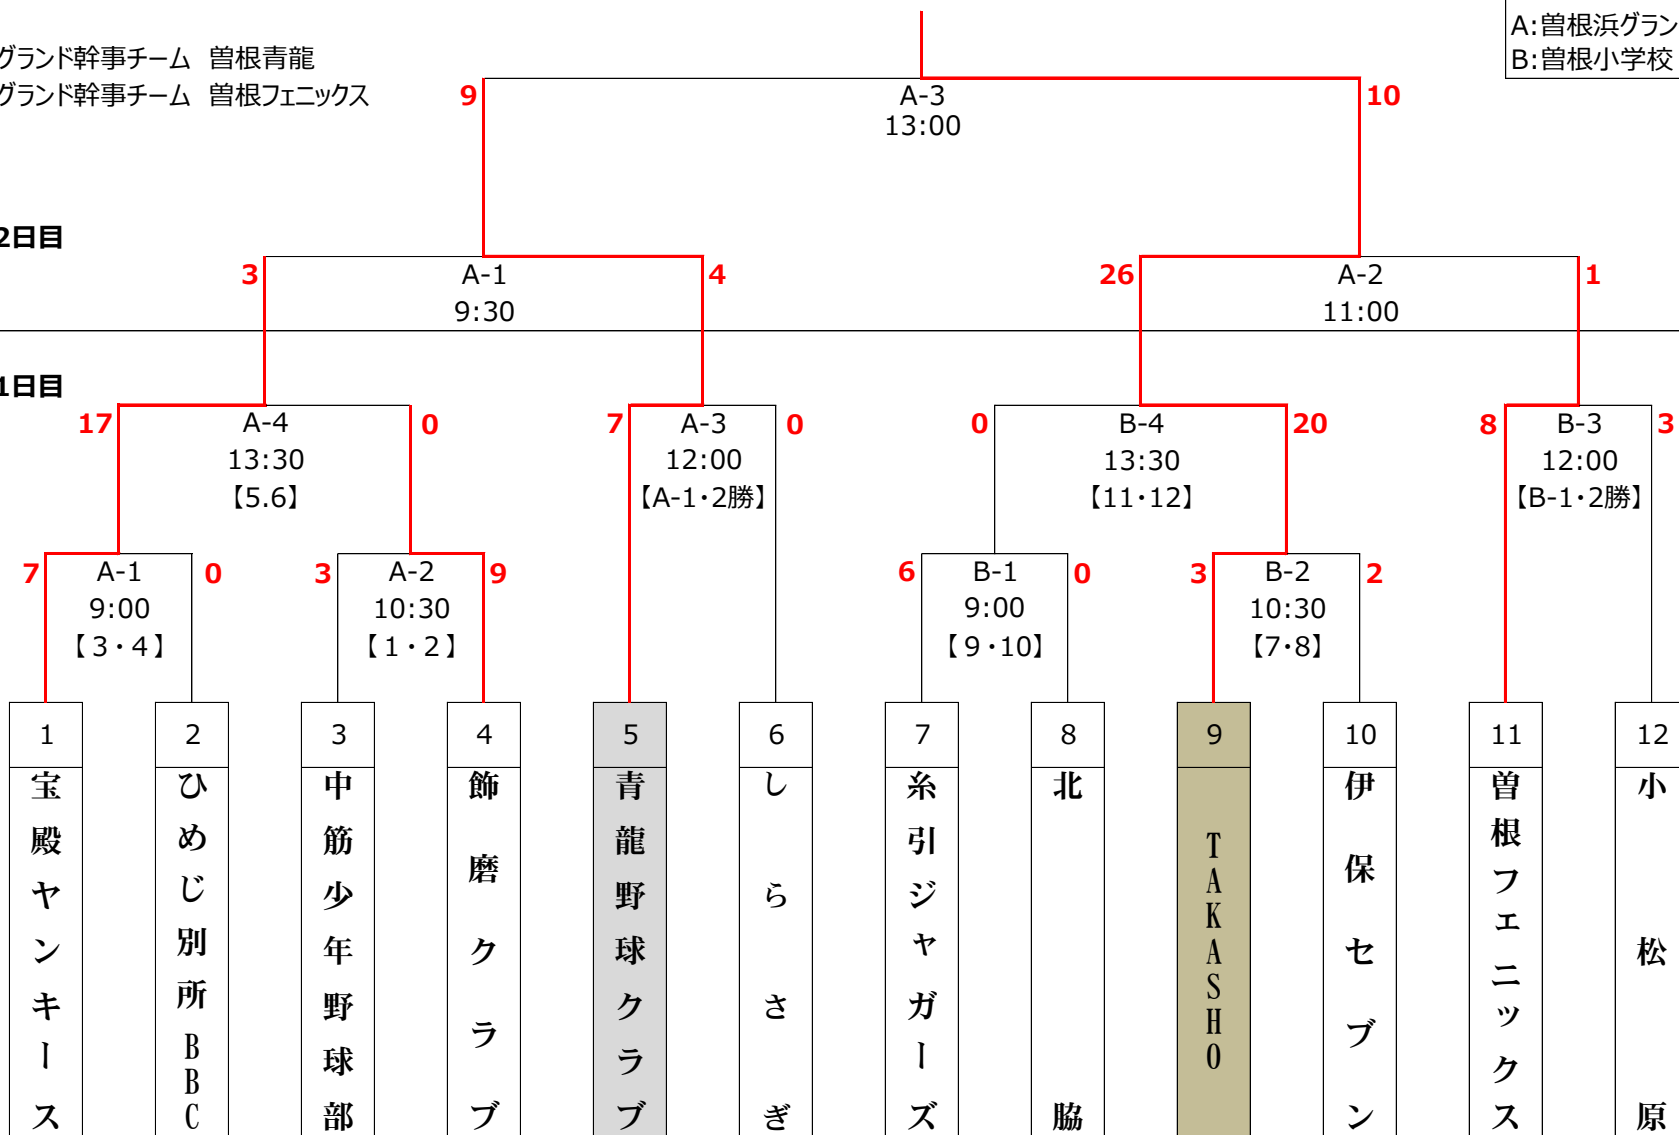 A:曽根浜グラン
グランド幹事チーム 曽根青龍
B:曽根小学校
グランド幹事チーム 曽根フェニックス
9
A-3
10
13:00
2日目
3
A-1
4
26
A-2
1
9:30
11:00
1日目
17
A-4
0
7
A-3
0
0
B-4
20
8
B-3
3
13:30
12:00
13:30
12:00
【5.6】
【A-1・2勝】
【11・12】
【B-1・2勝】
7
A-1
0
3
A-2
9
6
B-1
0
3
B-2
2
9:00
10:30
9:00
10:30
【3・4】
【1・2】
【9・10】
【7・8】
1
2
3
4
5
6
7
8
9
10
11
12
宝殿ヤンキース
ひめじ別所BBC
中筋少年野球部
飾磨クラブ
青龍野球クラブ
しらさぎ
糸引ジャガーズ
北脇
TAKASHO
伊保セブン
曽根フェニックス
小松原